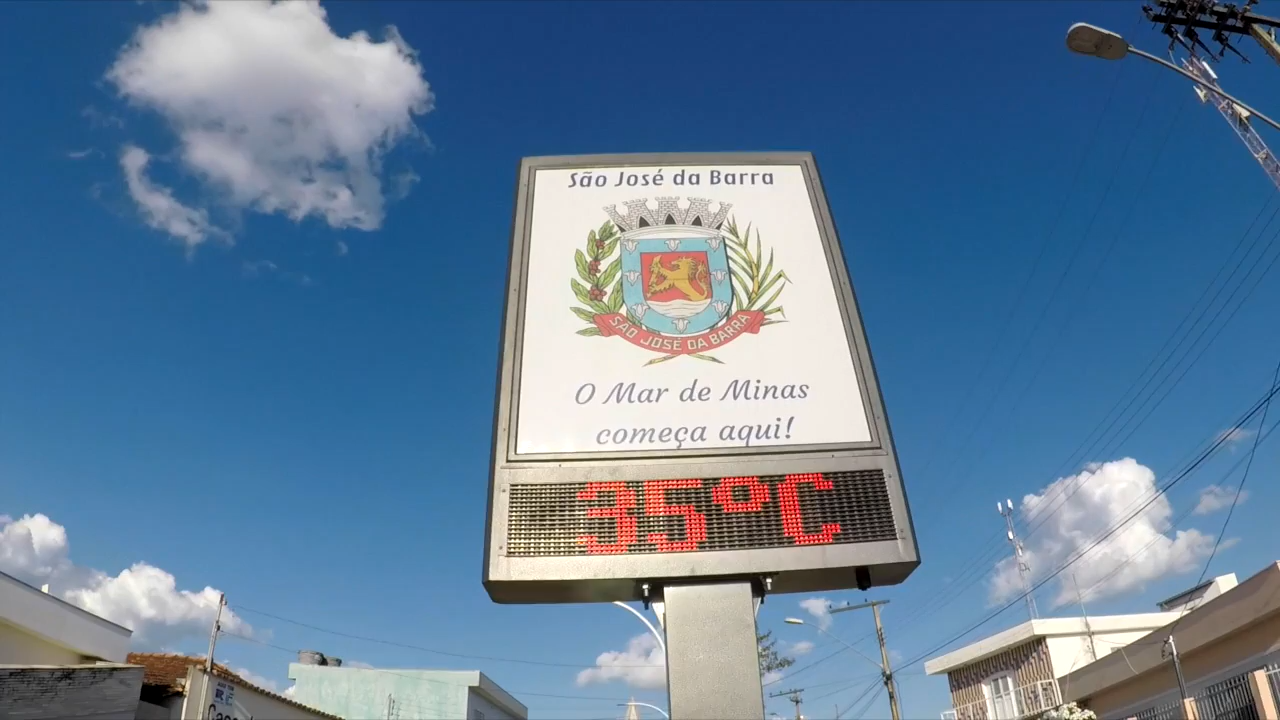 São José da Barra
SÃO JOSÉ DA BARRA
O Mar de Minas
começa aqui!
35°C